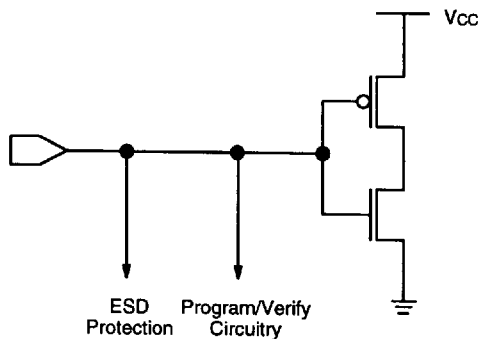 VCC
ESD
Protection
Program/Verify
Circuitry